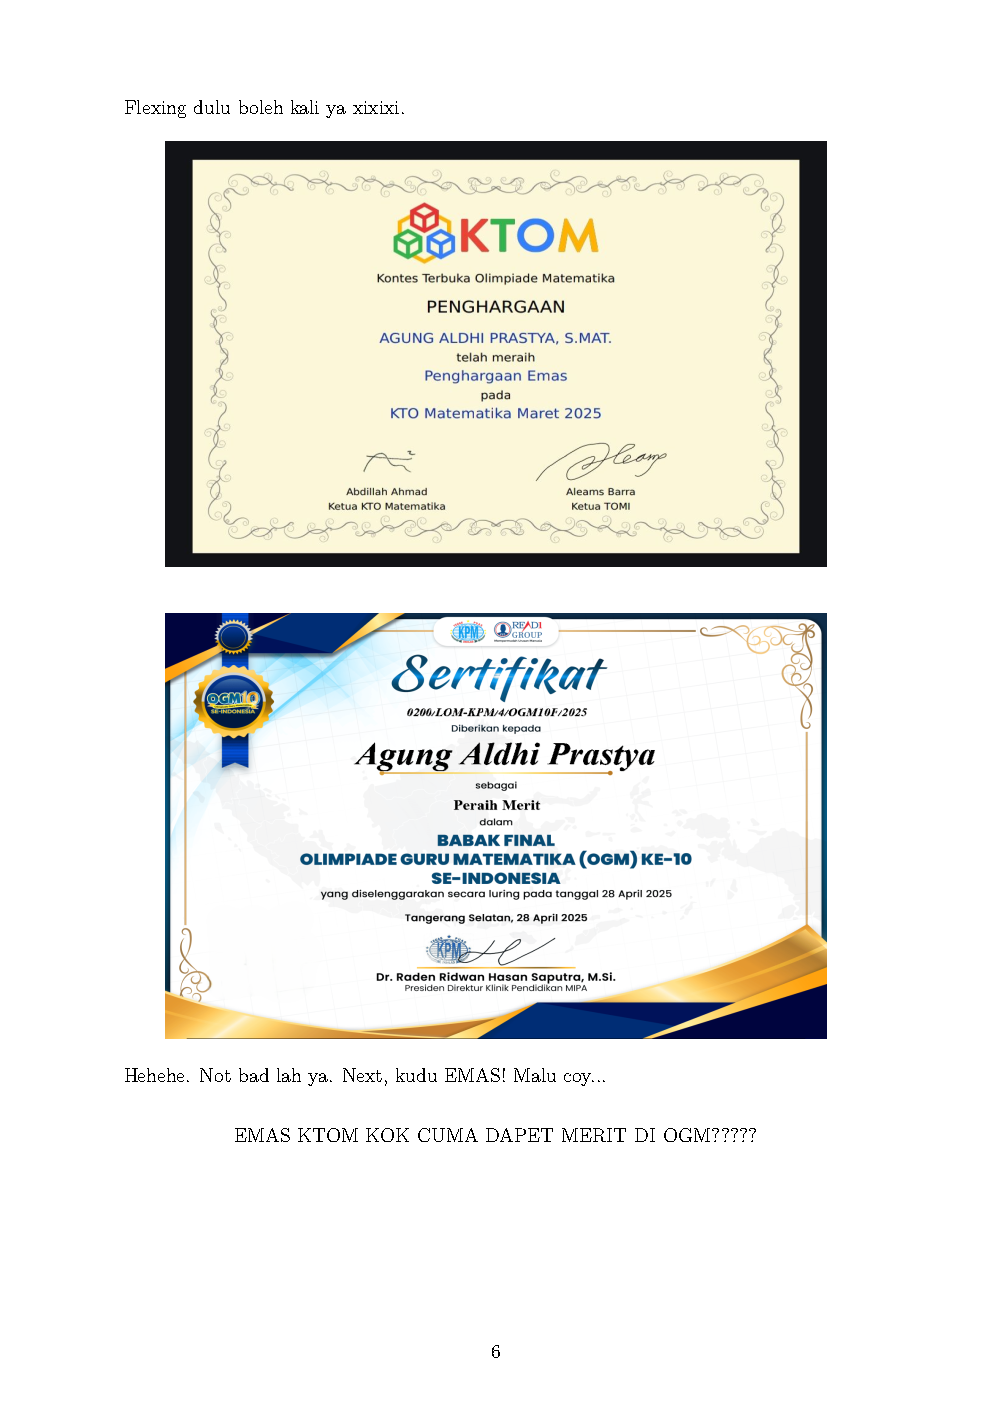 Flexing dulu boleh kali ya xixixi.
KTOM
Kontes Terbuka Olimpiade Matematika
PENGHARGAAN
AGUNG ALDHI PRASTYA, S.MAT.
telah meraih
Penghargaan Emas
pada
KTO Matematika Maret 2025
Abdillah Ahmad
Ketua KTO Matematika
Aleams Barra
Ketua TOMI
KPM
READI
GROUP
OGM10
SE-INDONESIA
Sertifikat
0200/LOM-KPM/4/OGM10F/2025
Diberikan kepada
Agung Aldhi Prastya
sebagai
Peraih Merit
dalam
BABAK FINAL
OLIMPIADE GURU MATEMATIKA (OGM) KE-10
SE-INDONESIA
yang diselenggarakan secara luring pada tanggal 28 April 2025
Tangerang Selatan, 28 April 2025
KPM
Dr. Raden Ridwan Hasan Saputra, M.Si.
Presiden Direktur Klinik Pendidikan MIPA
Hehehe. Not bad lah ya. Next, kudu EMAS! Malu coy...
EMAS KTOM KOK CUMA DAPET MERIT DI OGM?????
6